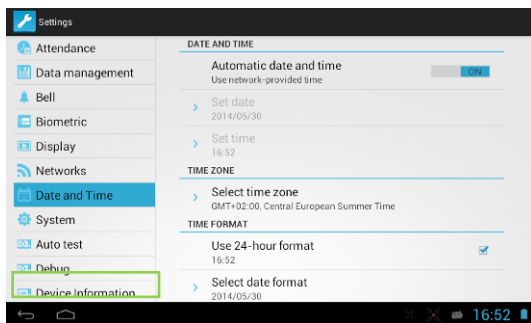 Settings
Attendance
Data management
Bell
Biometric
Display
Networks
Date and Time
System
Auto test
Debug
Device Information
DATE AND TIME
Automatic date and time
Use network-provided time
ON
Set date
2014/05/30
Set time
16:52
TIME ZONE
Select time zone
GMT+02:00, Central European Summer Time
TIME FORMAT
Use 24-hour format
16:52
Select date format
2014/05/30
16:52